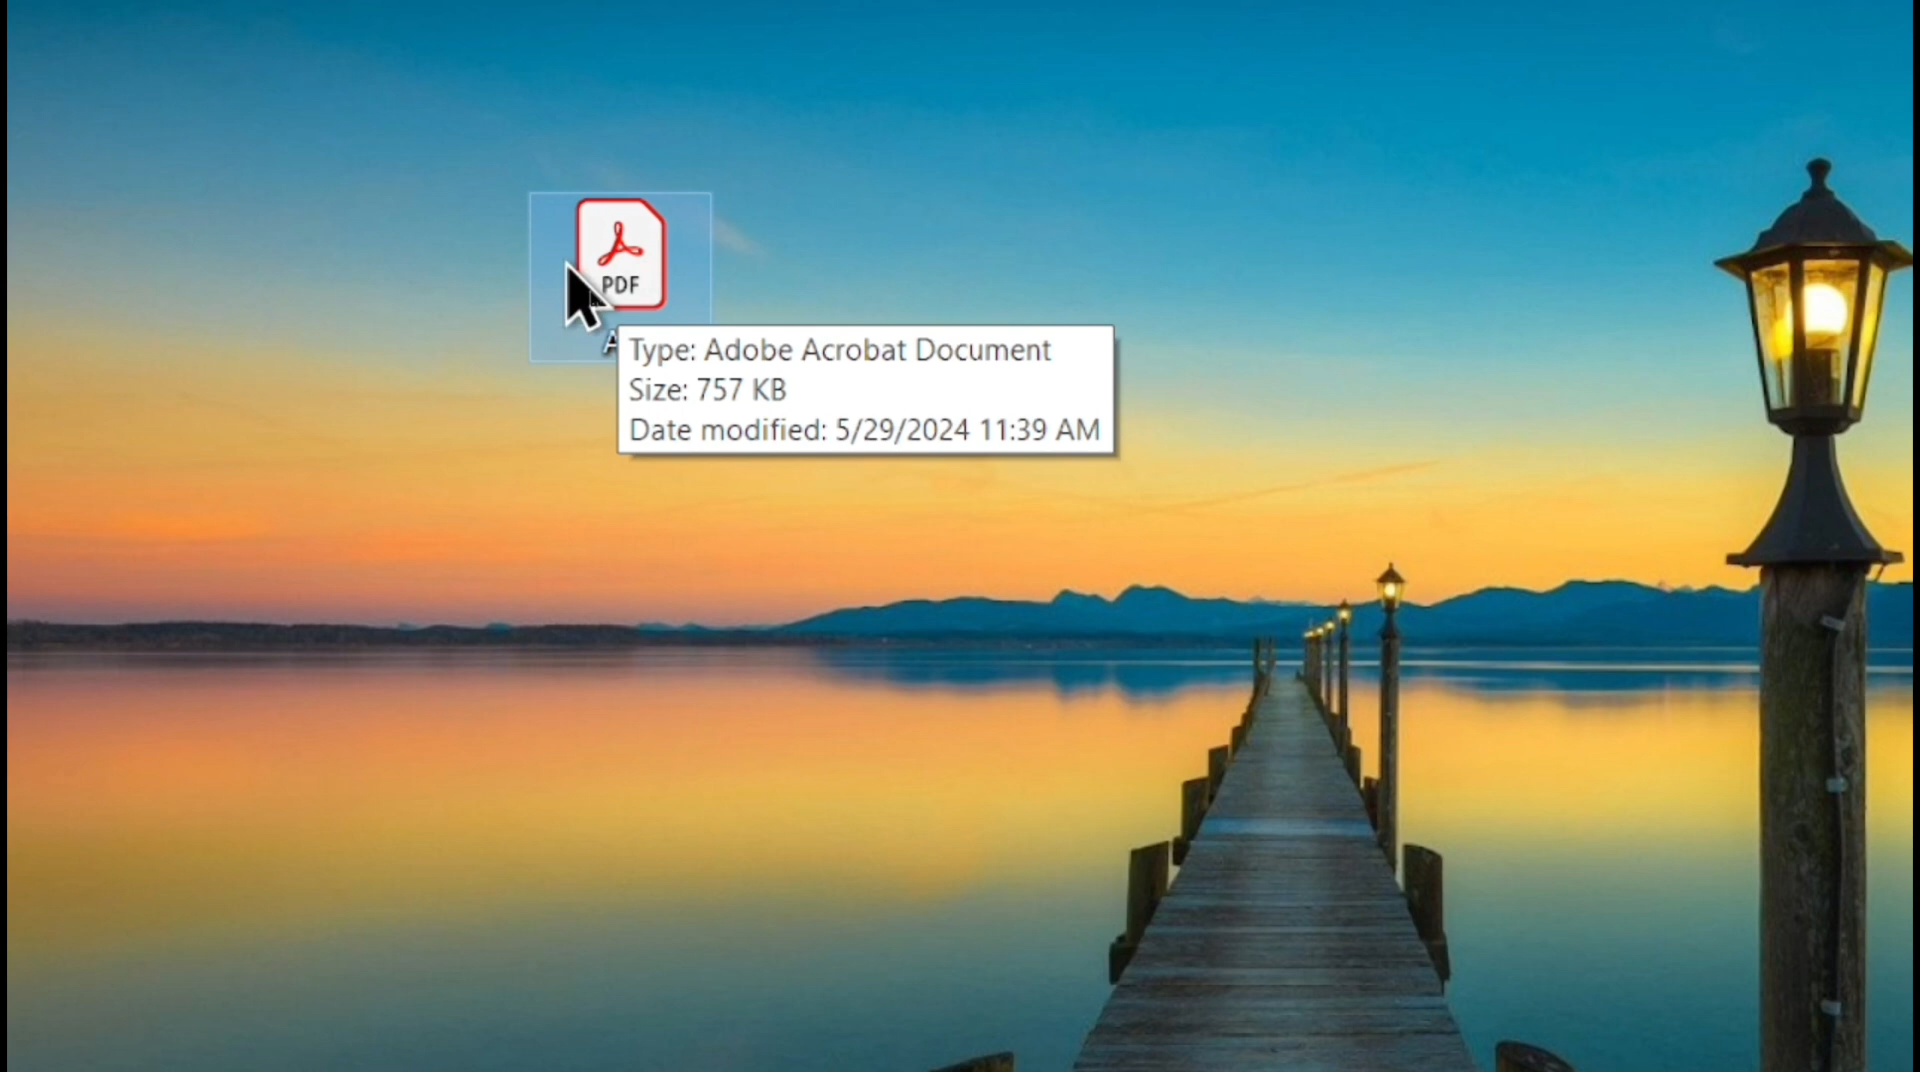 PDF
Type: Adobe Acrobat Document
Size: 757 KB
Date modified: 5/29/2024 11:39 AM